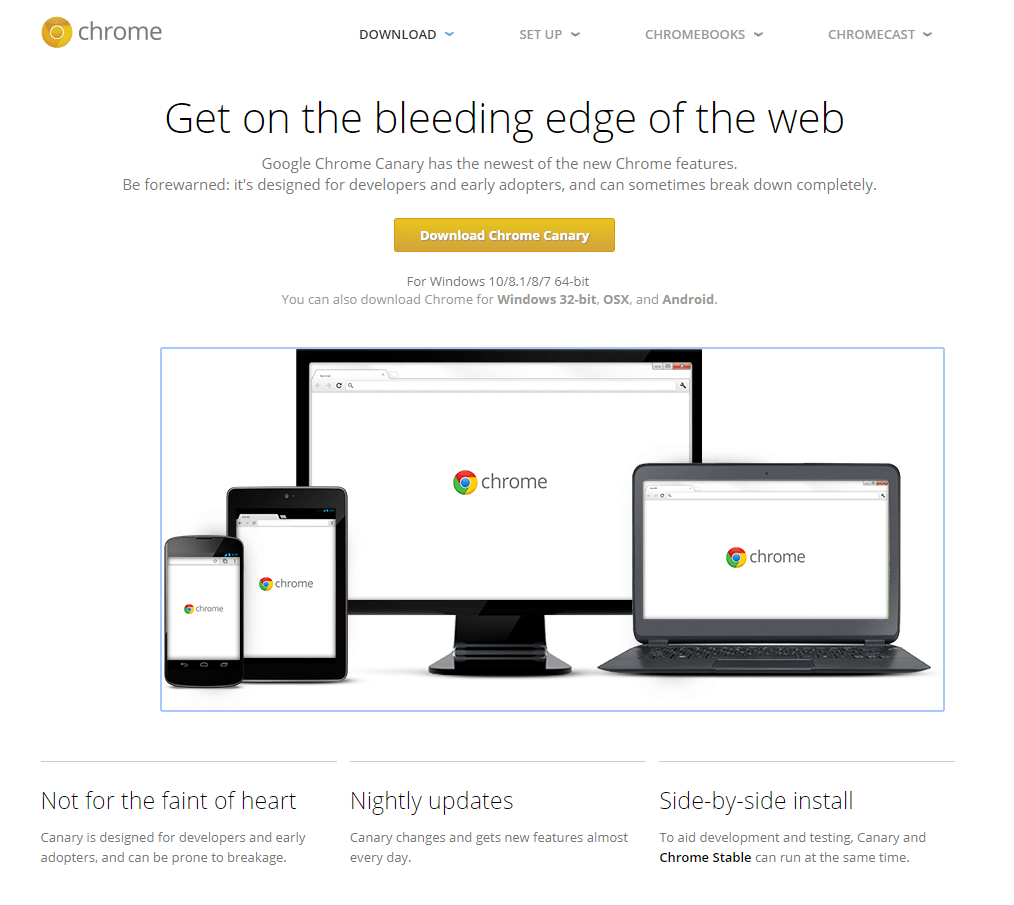 chrome
DOWNLOAD
SET UP
CHROMEBOOKS
CHROMECAST
Get on the bleeding edge of the web
Google Chrome Canary has the newest of the new Chrome features.
Be forewarned: it's designed for developers and early adopters, and can sometimes break down completely.
Download Chrome Canary
For Windows 10/8.1/8/7 64-bit
You can also download Chrome for Windows 32-bit, OSX, and Android.
chrome
chrome
chrome
chrome
Not for the faint of heart
Canary is designed for developers and early
adopters, and can be prone to breakage.
Nightly updates
Canary changes and gets new features almost
every day.
Side-by-side install
To aid development and testing, Canary and
Chrome Stable can run at the same time.